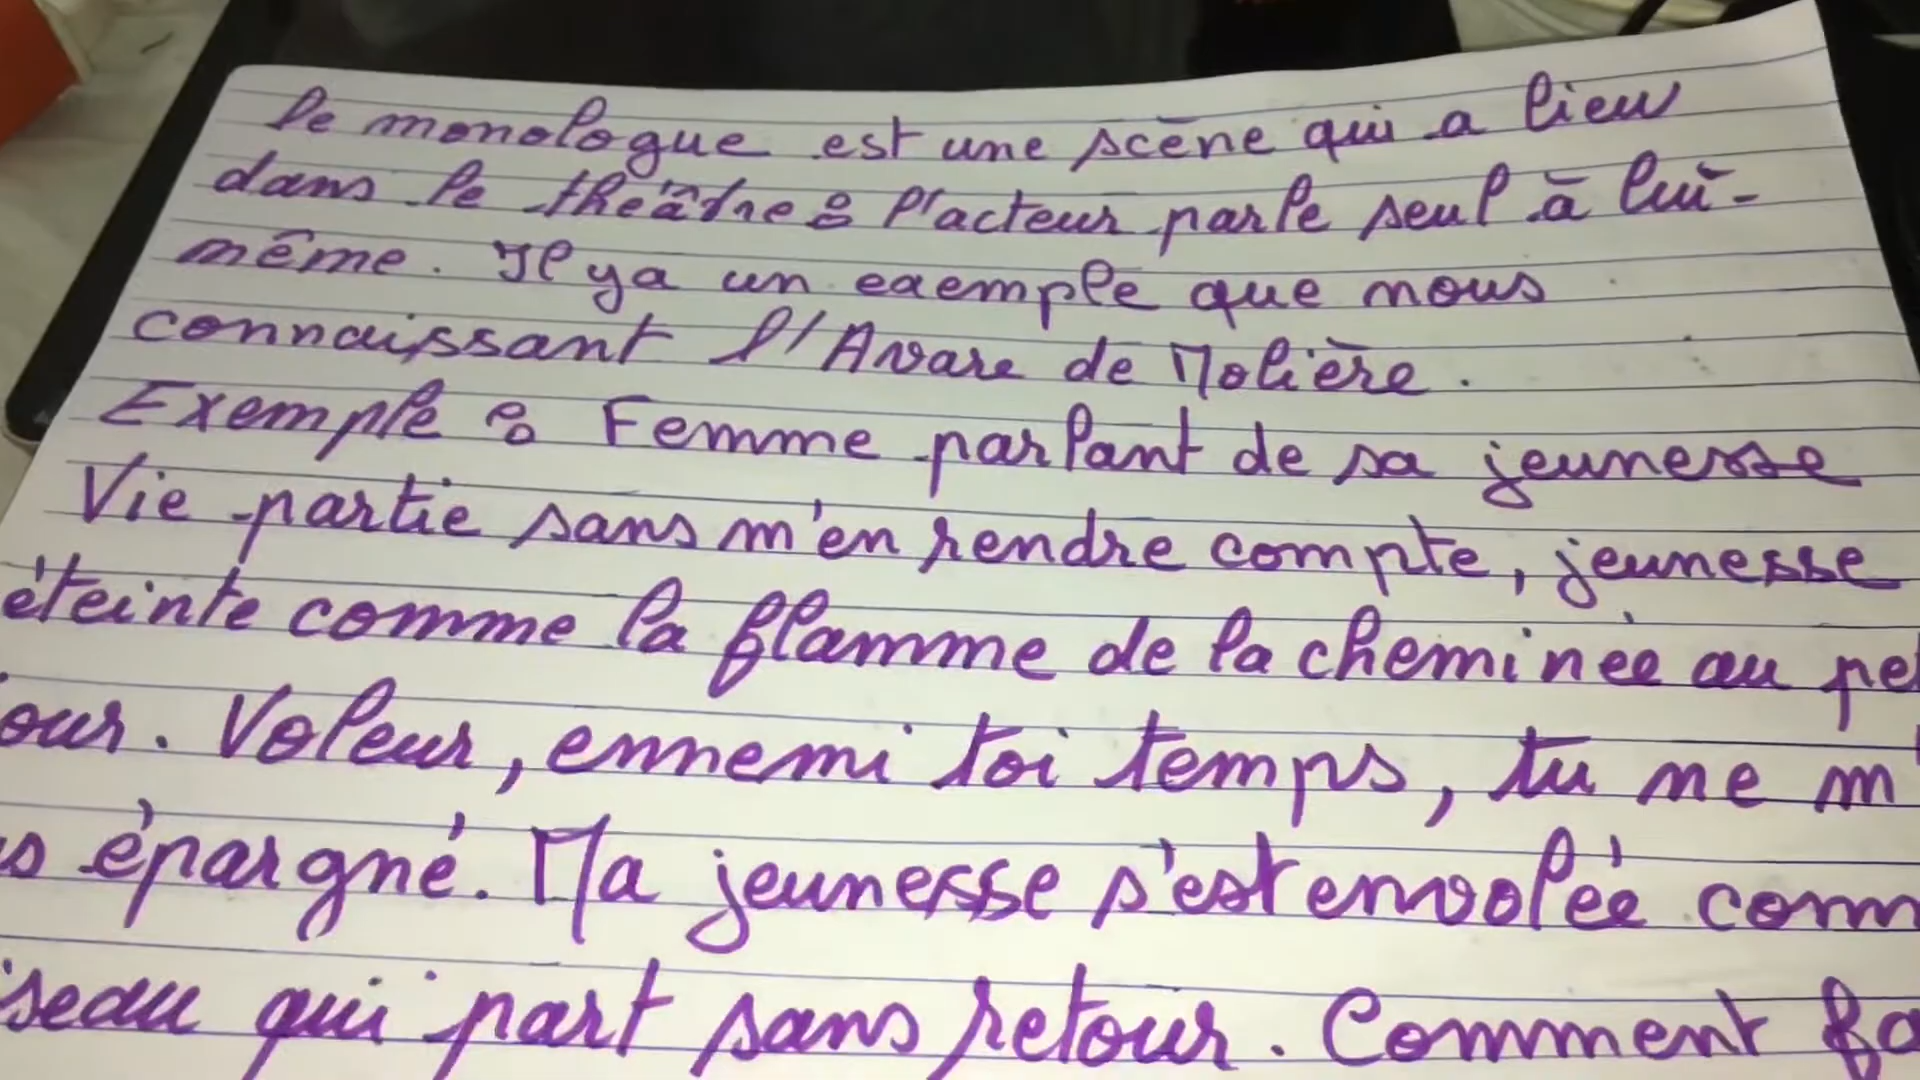 Le monologue est une scène qui a lieu
dans le théâtre : l'acteur parle seul à lui-
même. Il y a un exemple que nous
connaissant l'Avare de Molière.
Exemple : Femme parlant de sa jeunesse
Vie partie sans m'en rendre compte, jeunesse
éteinte comme la flamme de la cheminée au pe
our. Voleur, ennemi toi temps, tu ne m'
s épargné. Ma jeunesse s'est envolée comm
iseau qui part sans retour. Comment fa